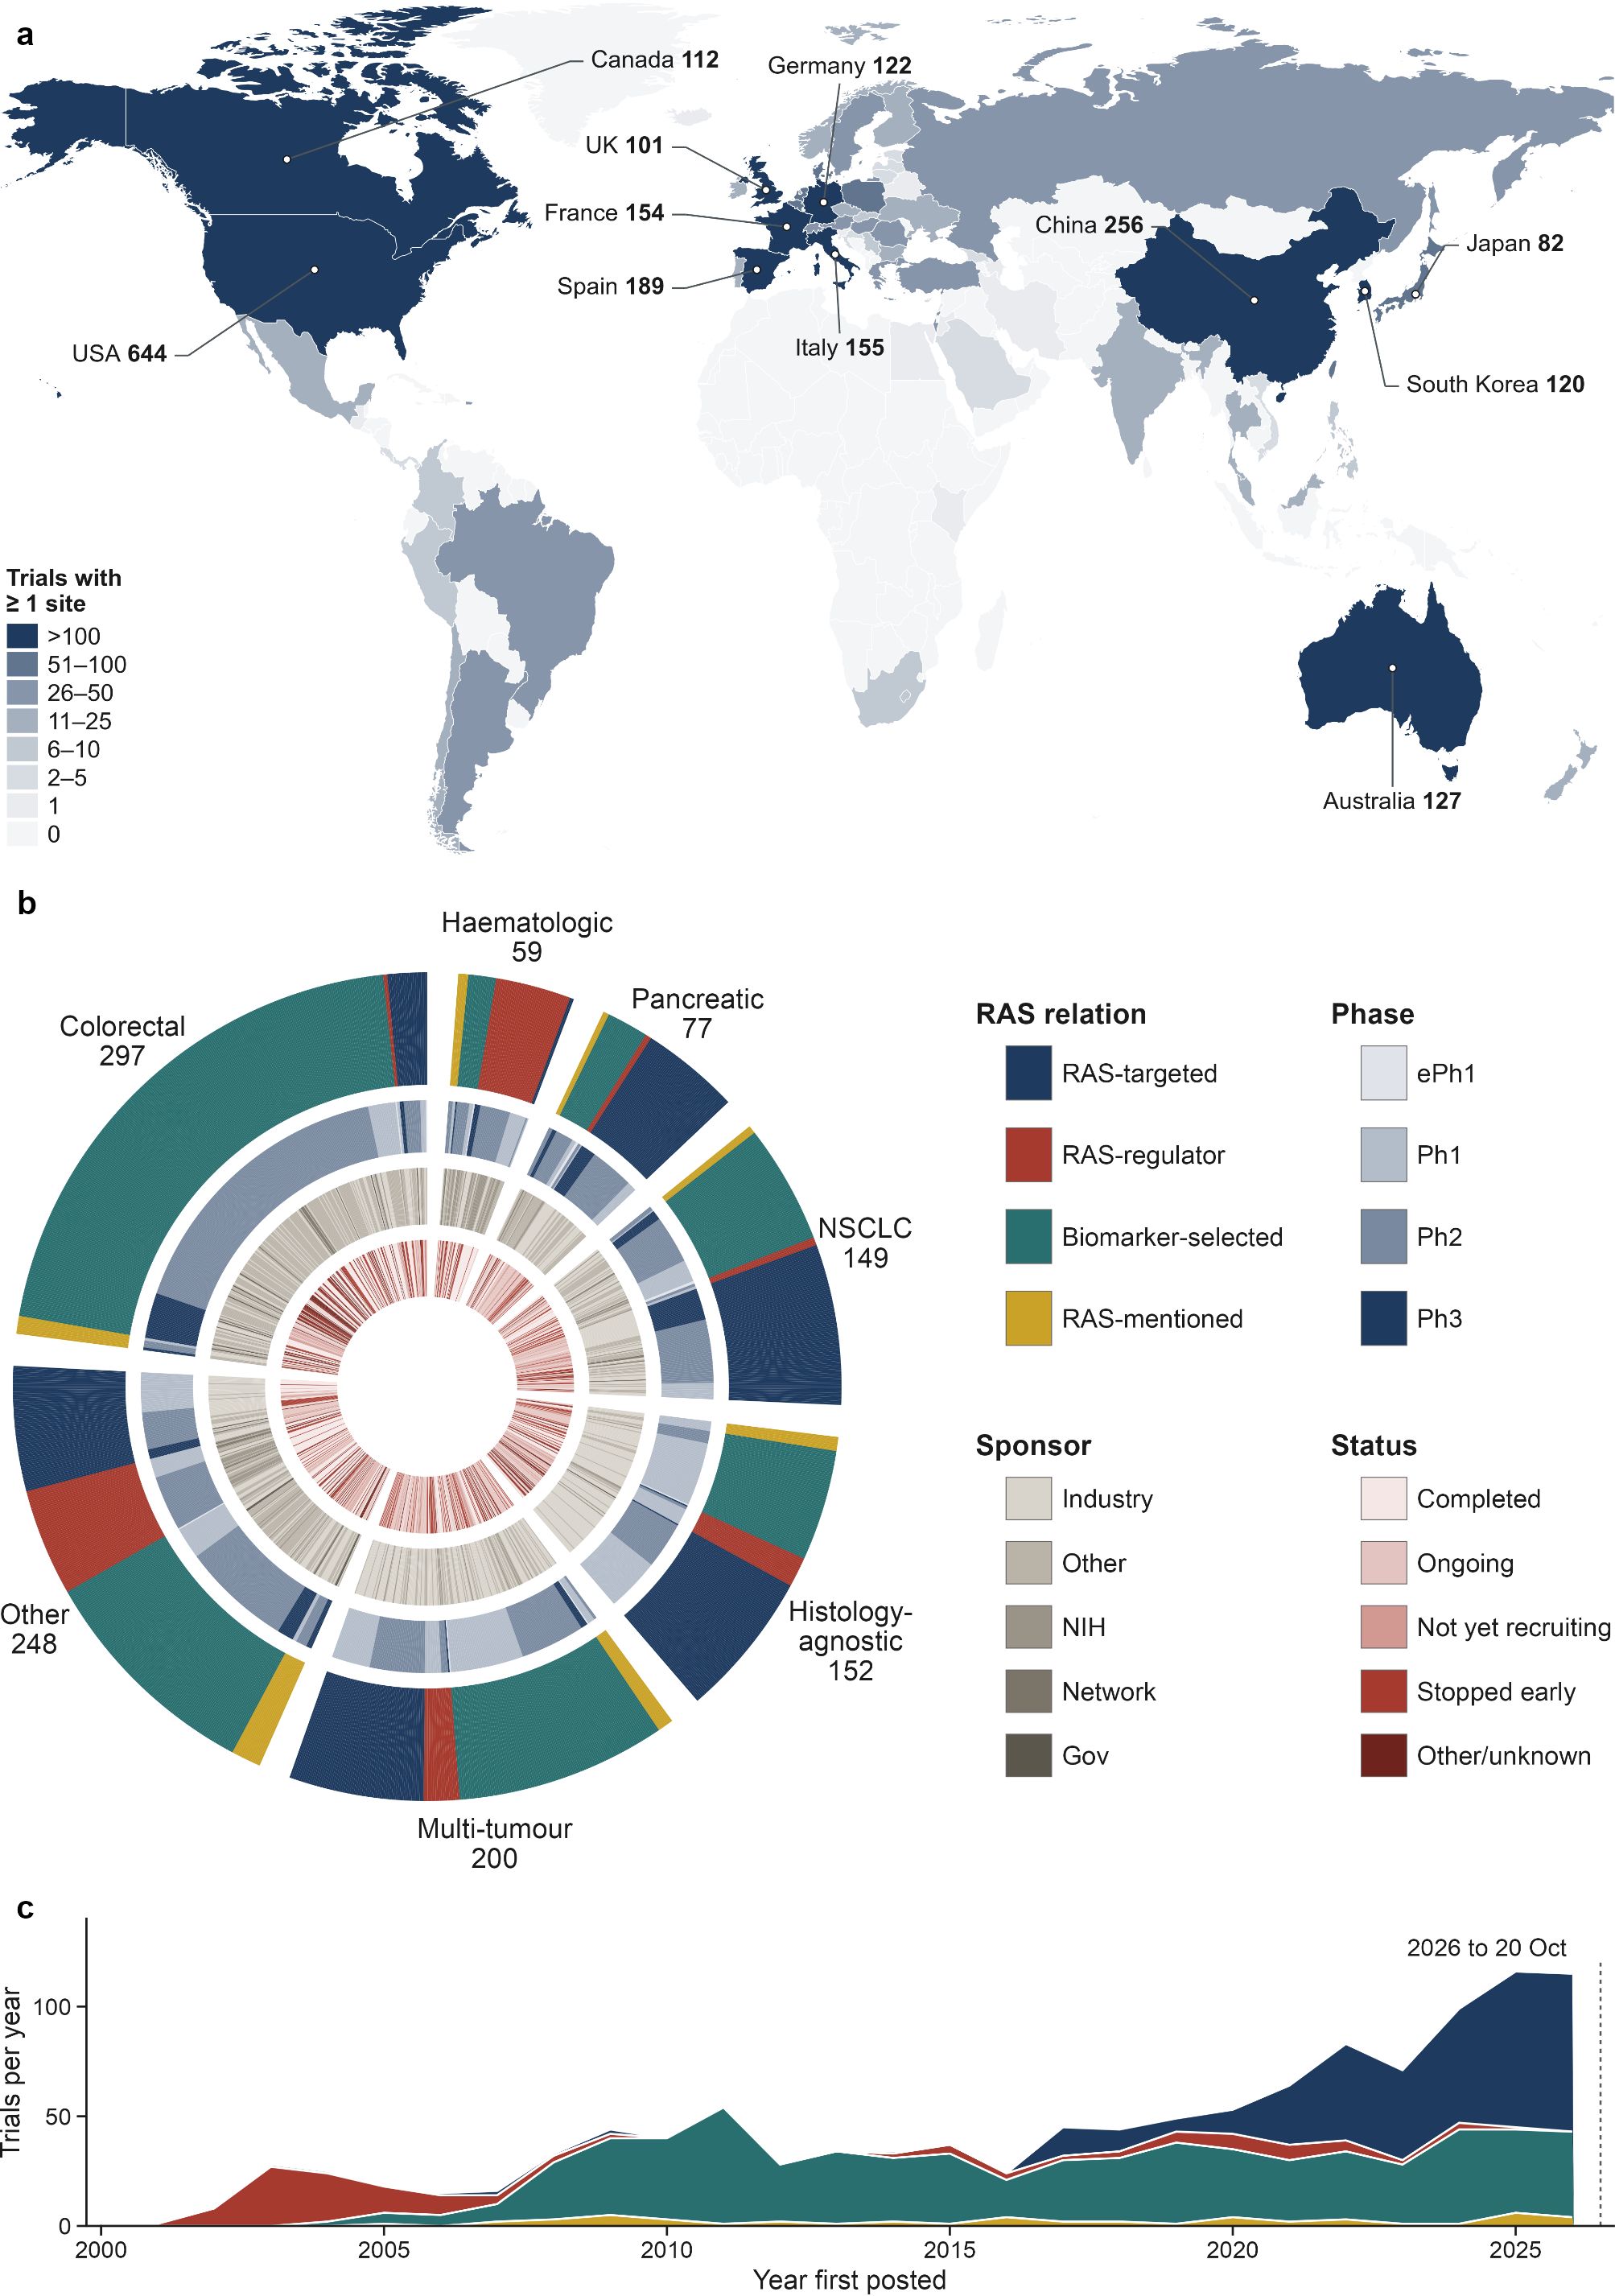 a
Canada 112
Germany 122
UK 101
France 154
China 256
Japan 82
Spain 189
Italy 155
USA 644
South Korea 120
Trials with
≥ 1 site
>100
51–100
26–50
11–25
6–10
2–5
1
0
Australia 127
b
Haematologic
59
Pancreatic
77
Colorectal
297
NSCLC
149
Histology-
agnostic
152
Other
248
Multi-tumour
200
RAS relation
RAS-targeted
RAS-regulator
Biomarker-selected
RAS-mentioned
Phase
ePh1
Ph1
Ph2
Ph3
Sponsor
Industry
Other
NIH
Network
Gov
Status
Completed
Ongoing
Not yet recruiting
Stopped early
Other/unknown
c
2026 to 20 Oct
Trials per year
100
50
0
2000
2005
2010
2015
2020
2025
Year first posted